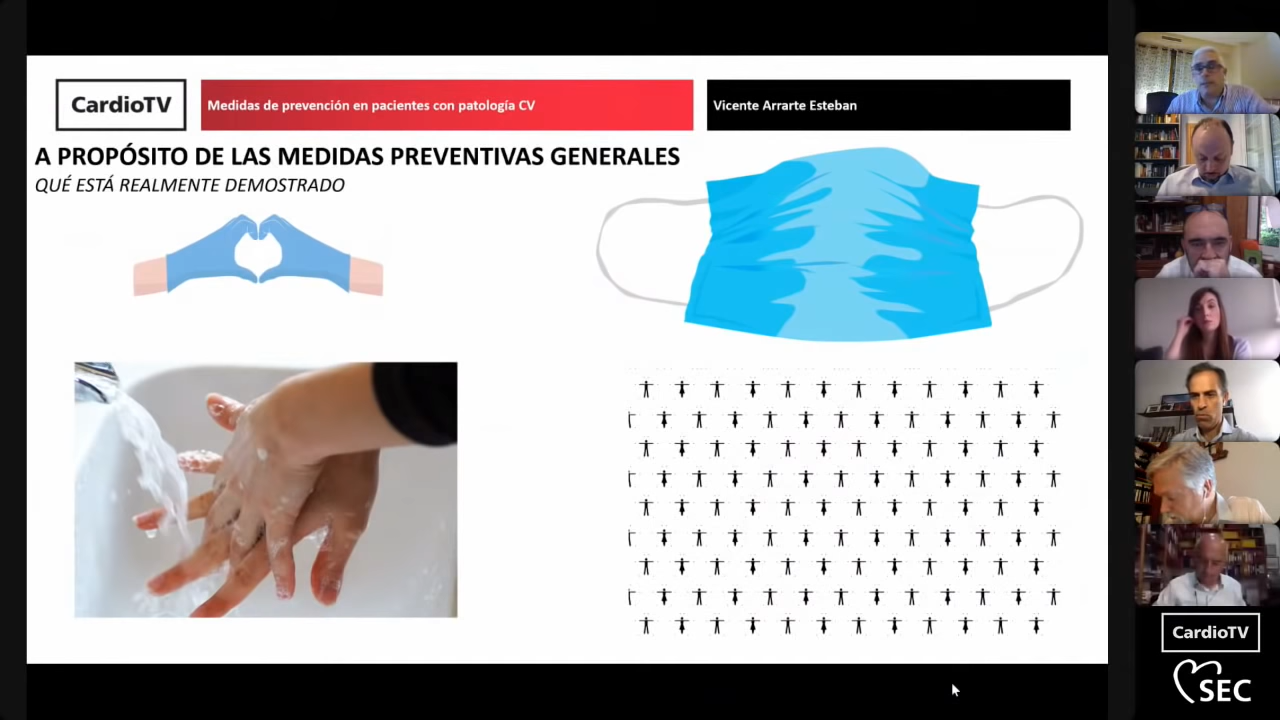 CardioTV
Medidas de prevención en pacientes con patología CV
Vicente Arrarte Esteban
A PROPÓSITO DE LAS MEDIDAS PREVENTIVAS GENERALES
QUÉ ESTÁ REALMENTE DEMOSTRADO
CardioTV
SEC